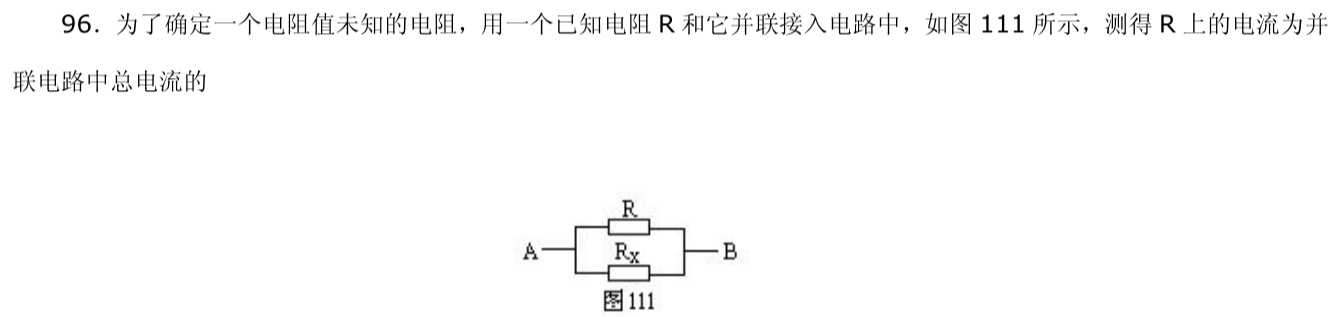 96．为了确定一个电阻值未知的电阻，用一个已知电阻 R 和它并联接入电路中，如图 111 所示，测得 R 上的电流为并
联电路中总电流的
R
A
Rx
B
图111